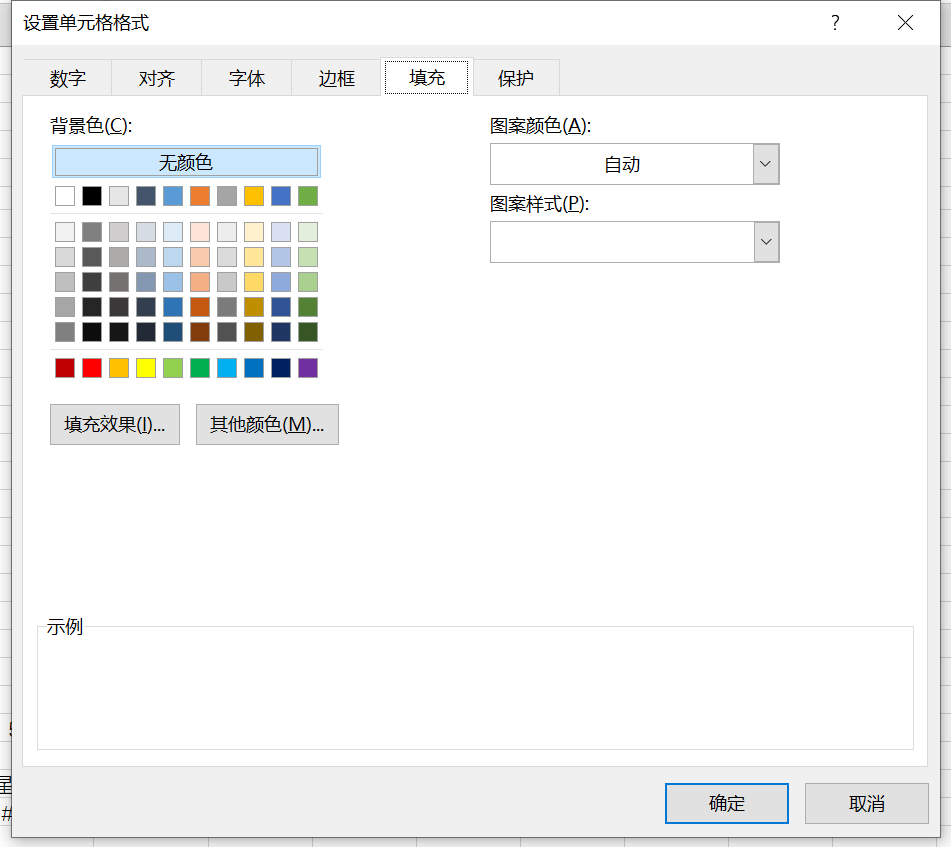 设置单元格格式 ?
数字 对齐 字体 边框 填充 保护
背景色(C):
无颜色
图案颜色(A):
自动
图案样式(P):
填充效果(I)... 其他颜色(M)...
示例
确定 取消
#